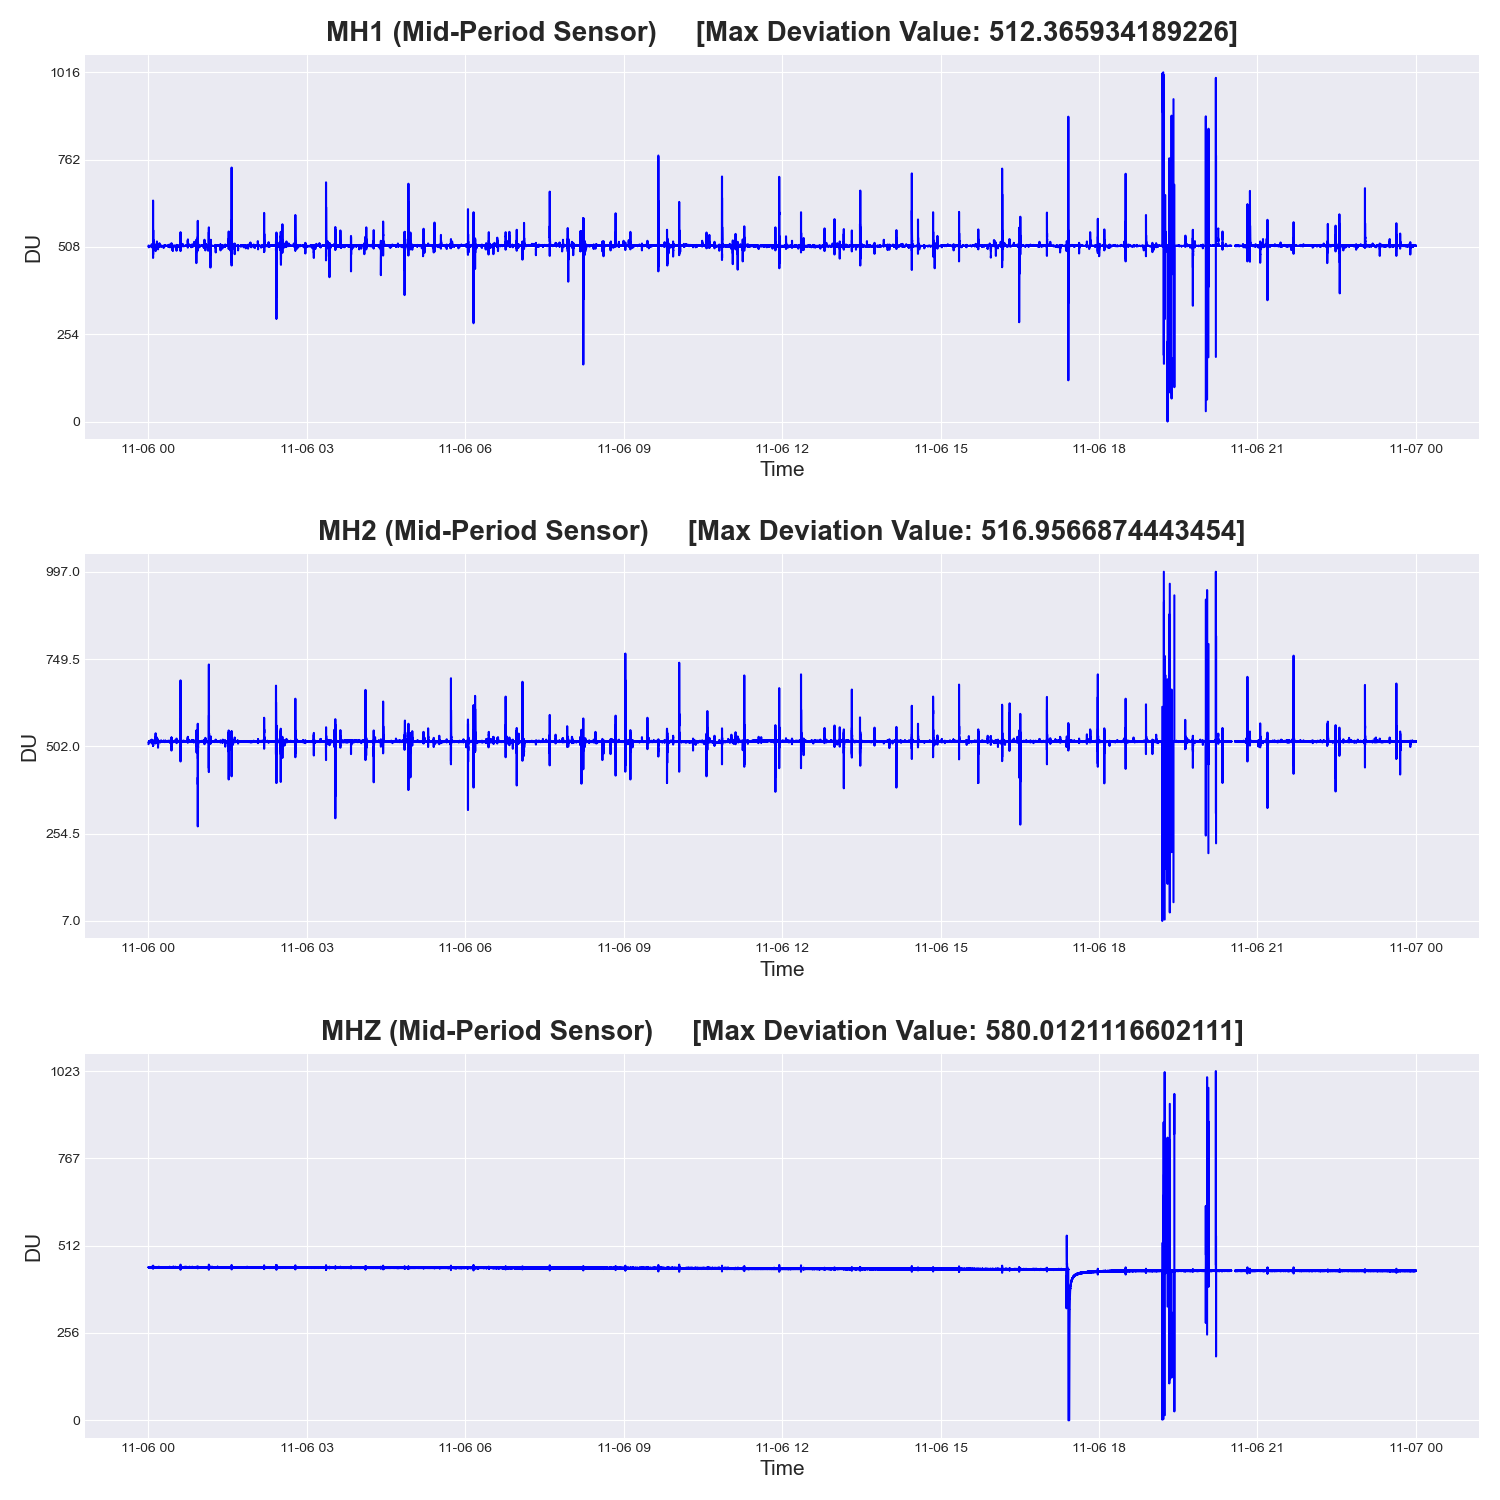 MH1 (Mid-Period Sensor) [Max Deviation Value: 512.365934189226]
DU
1016
762
508
254
0
11-06 00 11-06 03 11-06 06 11-06 09 11-06 12 11-06 15 11-06 18 11-06 21 11-07 00
Time
MH2 (Mid-Period Sensor) [Max Deviation Value: 516.9566874443454]
DU
997.0
749.5
502.0
254.5
7.0
11-06 00 11-06 03 11-06 06 11-06 09 11-06 12 11-06 15 11-06 18 11-06 21 11-07 00
Time
MHZ (Mid-Period Sensor) [Max Deviation Value: 580.0121116602111]
DU
1023
767
512
256
0
11-06 00 11-06 03 11-06 06 11-06 09 11-06 12 11-06 15 11-06 18 11-06 21 11-07 00
Time